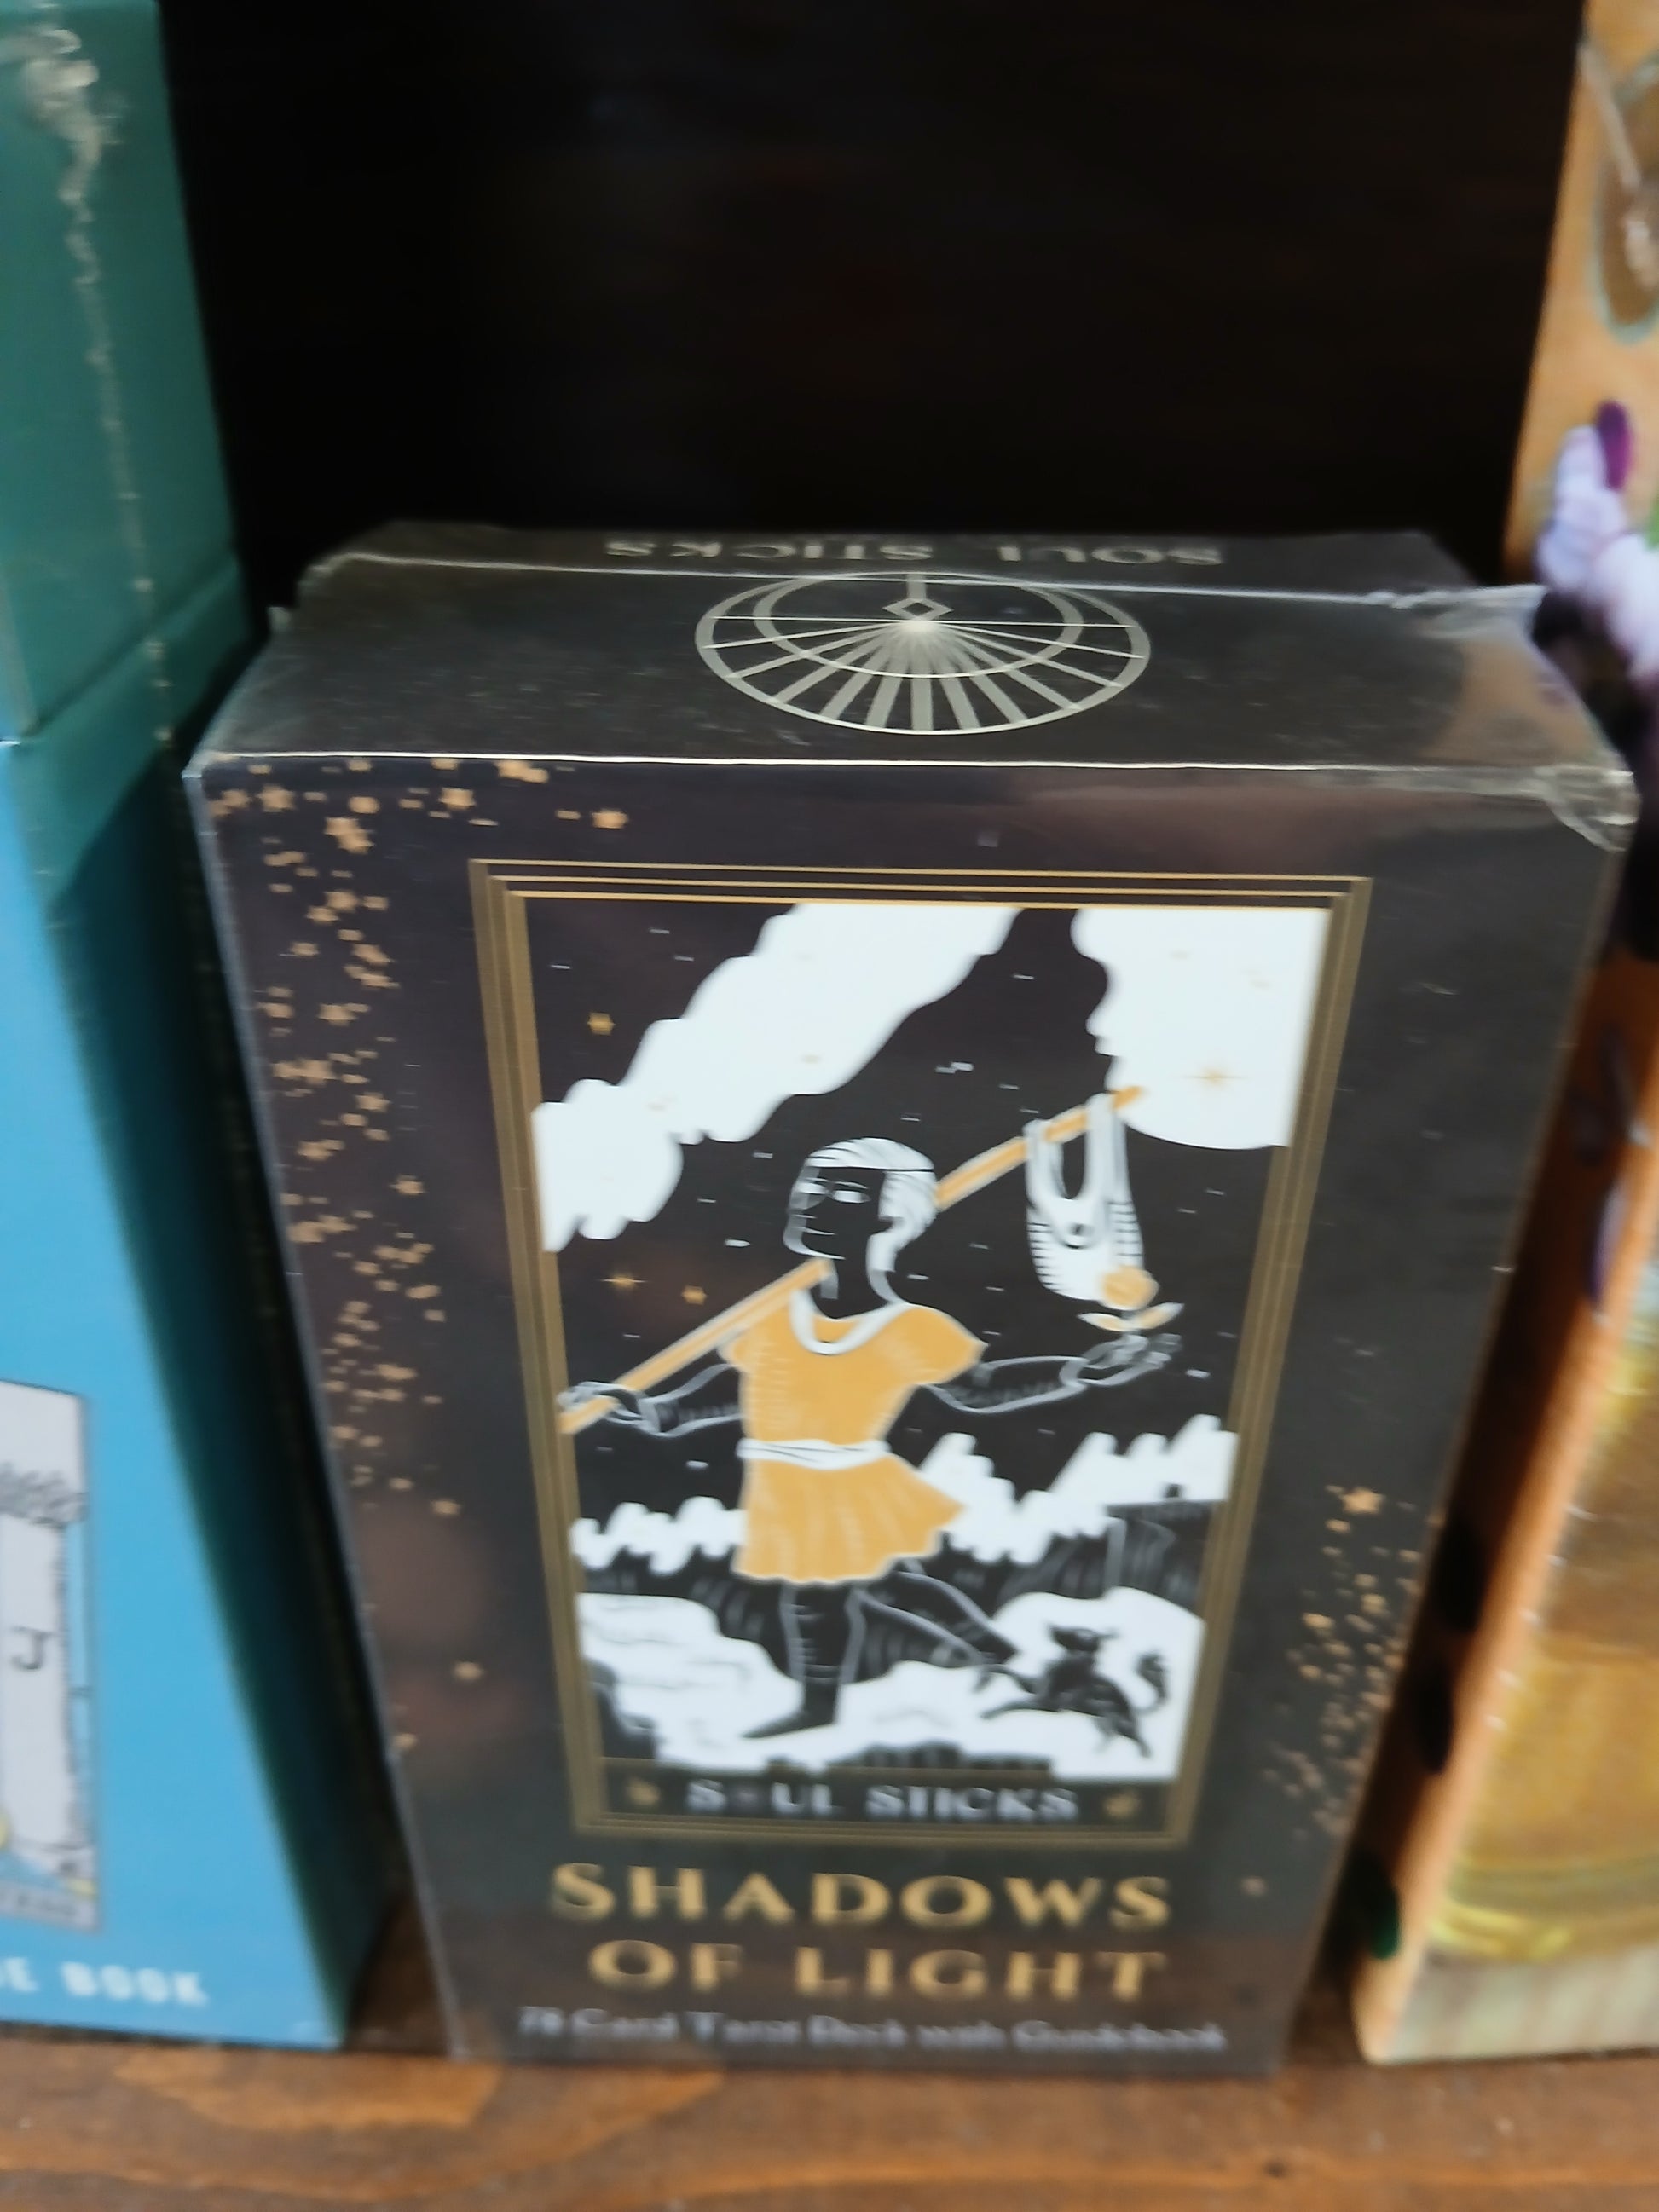 SOUL STICKS
SOUL STICKS
SHADOWS
OF LIGHT
78 Card Tarot Deck with Guidebook
BOOK
J